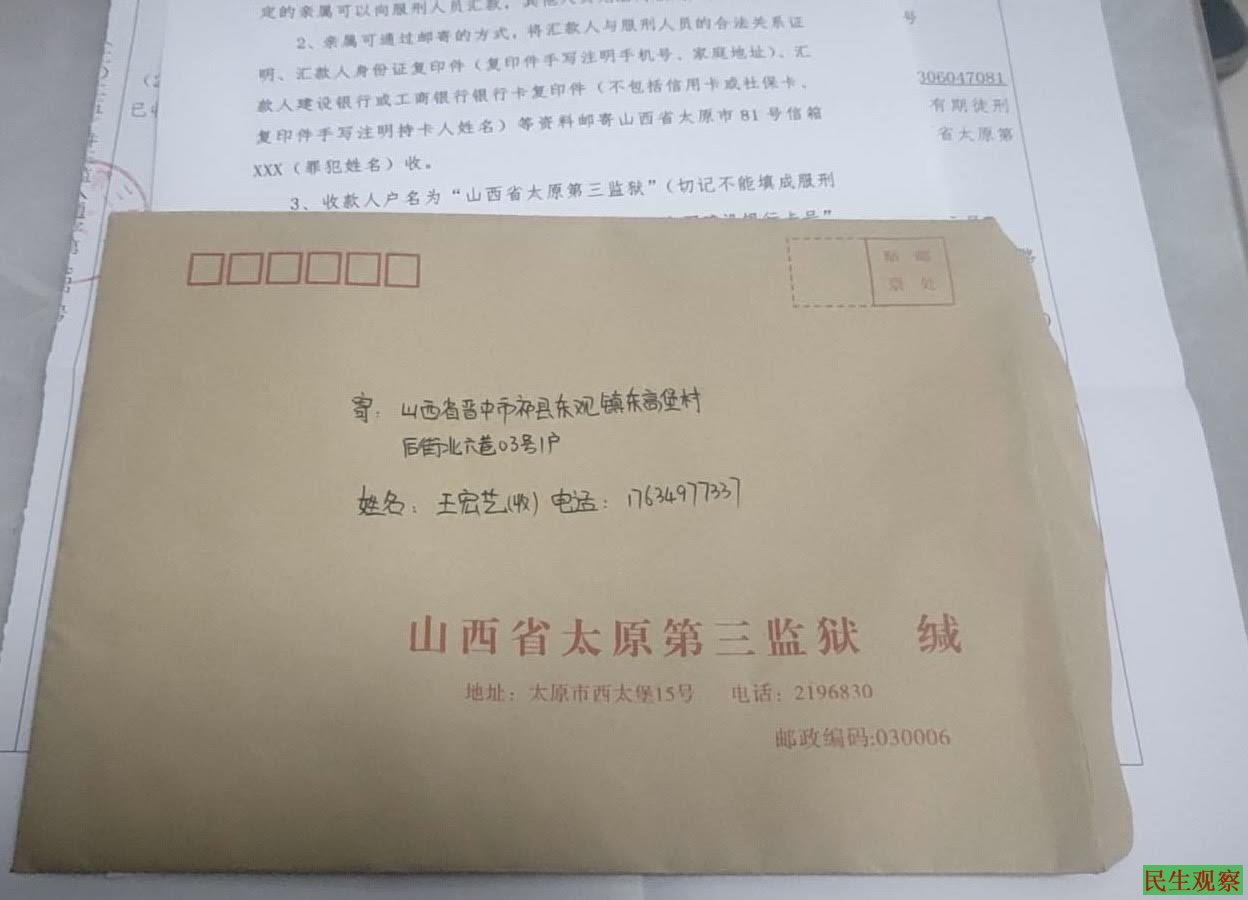 定的亲属可以向服刑人员汇款，其他人员
2、亲属可通过邮寄的方式，将汇款人与服刑人员的合法关系证
明、汇款人身份证复印件（复印件手写注明手机号、家庭地址）、汇
款人建设银行或工商银行银行卡复印件（不包括信用卡或社保卡、
复印件手写注明持卡人姓名）等资料邮寄山西省太原市81号信箱
XXX（罪犯姓名）收。
3、收款人户名为“山西省太原第三监狱”（切记不能填成服刑
号
306047081
有期徒刑
省太原第
已
贴 邮
票 处
寄：山西省晋中市祁县东观镇东高堡村
后街北六巷03号1户
姓名：王宏艺(收) 电话：17634977337
山西省太原第三监狱 缄
地址：太原市西太堡15号 电话：2196830
邮政编码:030006
民生观察